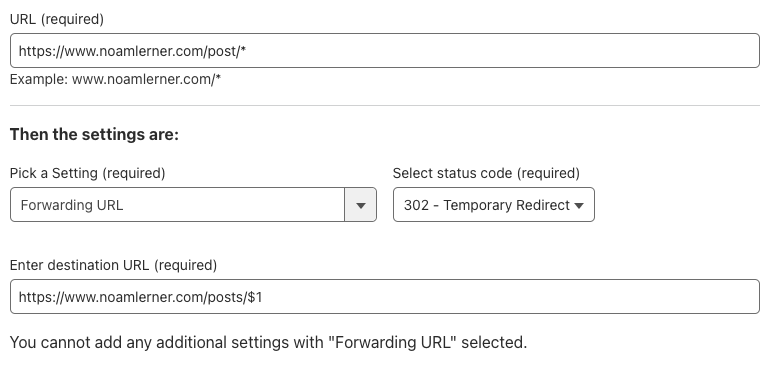 URL (required)
https://www.noamlerner.com/post/*
Example: www.noamlerner.com/*
Then the settings are:
Pick a Setting (required) Select status code (required)
Forwarding URL 302 - Temporary Redirect
Enter destination URL (required)
https://www.noamlerner.com/posts/$1
You cannot add any additional settings with "Forwarding URL" selected.